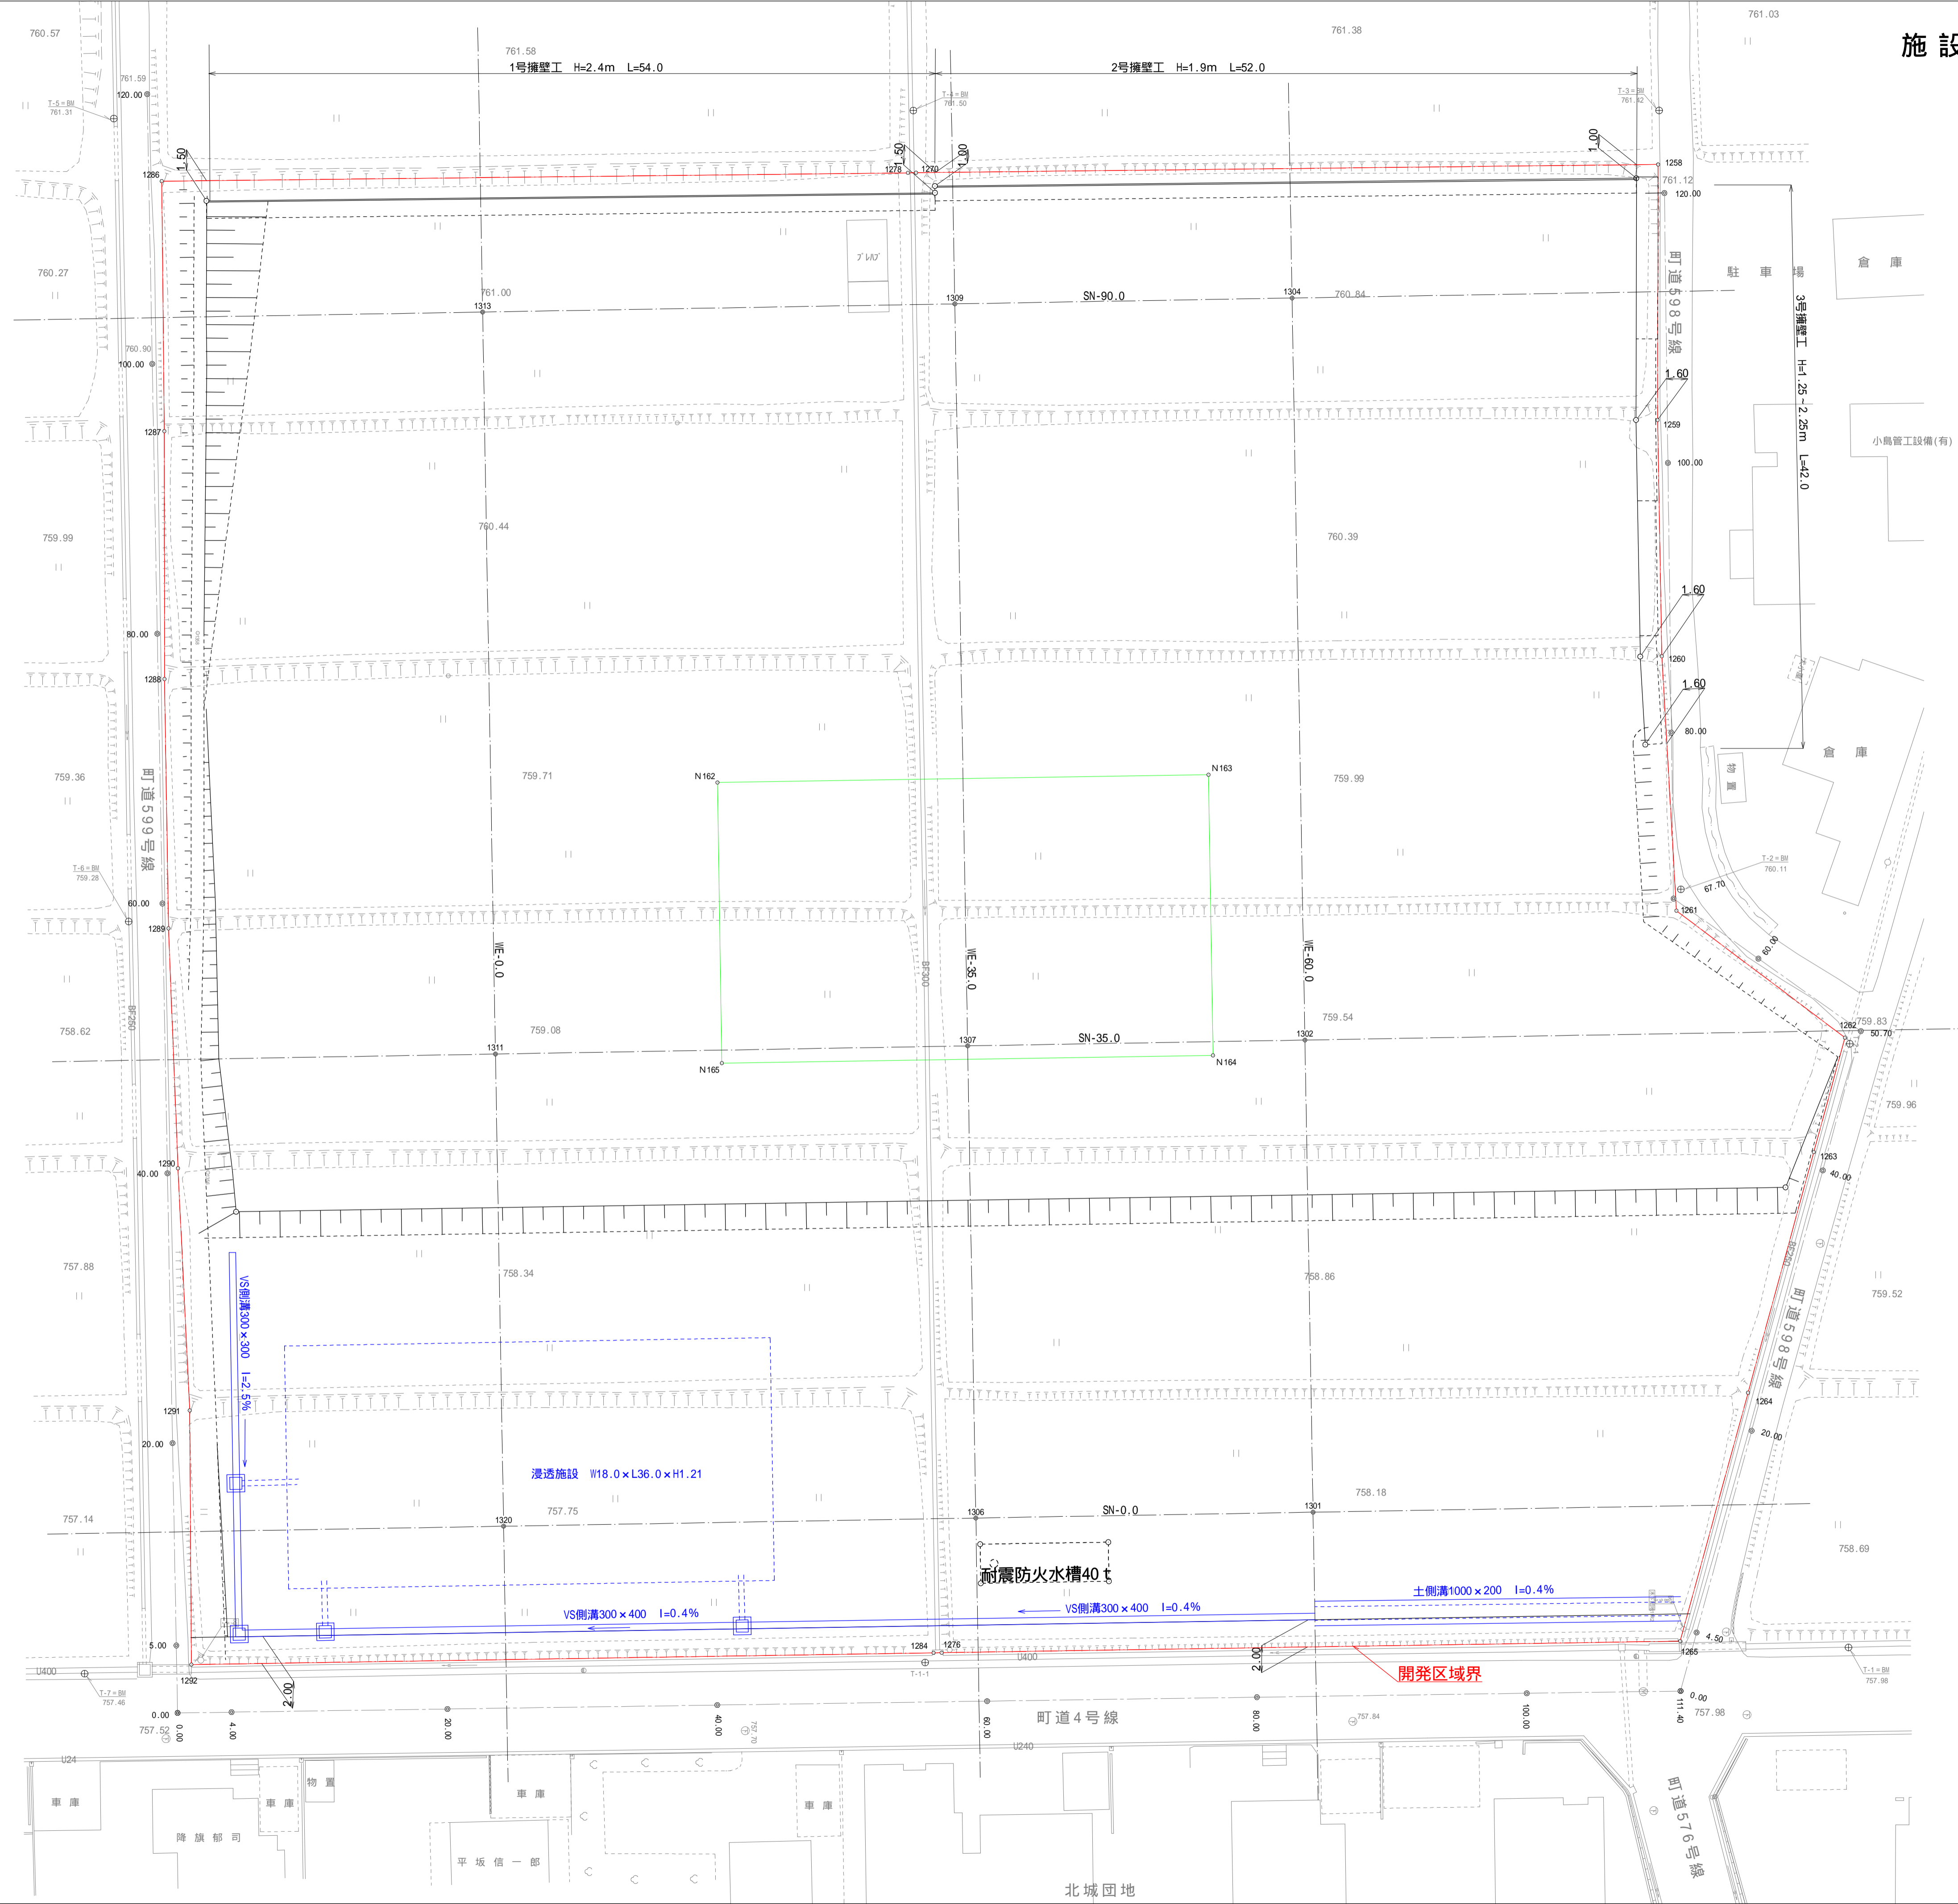 施 設
760.57
761.58
761.38
761.03
1号擁壁工　H=2.4m　L=54.0
2号擁壁工　H=1.9m　L=52.0
761.59
120.00
T-5=BM
761.31
T-4=BM
761.50
T-3=BM
761.42
1.50
1.50
1.00
1.00
1286
1278
1270
1258
761.12
120.00
プレハブ
町道598号線
駐　車　場
倉　庫
760.27
761.00
1313
1309
SN-90.0
1304
760.84
3号擁壁工　H=1.25~2.25m　L=42.0
760.90
100.00
1.60
1287
1259
小鳥管工設備(有)
100.00
759.99
760.44
760.39
1.60
80.00
1260
1288
1.60
80.00
倉　庫
物置
759.36
759.71
N162
N163
759.99
町道599号線
T-6=BM
759.28
T-2=BM
760.11
67.70
60.00
1289
1261
60.00
WE-0.0
WE-35.0
WE-60.0
BF300
BF250
758.62
759.08
759.54
759.83
1262
50.70
1311
1307
SN-35.0
1302
N165
N164
759.96
1290
40.00
1263
40.00
BF250
757.88
758.34
758.86
759.52
VS側溝300×300　I=2.5%
町道598号線
1291
1264
20.00
20.00
浸透施設　W18.0×L36.0×H1.21
757.14
757.75
758.18
1320
1306
SN-0.0
1301
758.69
耐震防火水槽40ｔ
土側溝1000×200　I=0.4%
VS側溝300×400　I=0.4%
VS側溝300×400　I=0.4%
5.00
4.50
1284
1276
1265
U400
U400
1292
T-1-1
2.00
2.00
開発区域界
T-7=BM
757.46
T-1=BM
757.98
0.00
0.00
4.00
20.00
40.00
60.00
80.00
100.00
111.40
0.00
757.52
757.70
町道4号線
757.84
757.98
U24
U240
車 庫
降 旗 郁 司
車 庫
物 置
車 庫
平 坂 信 一 郎
車 庫
町道576号線
北城団地